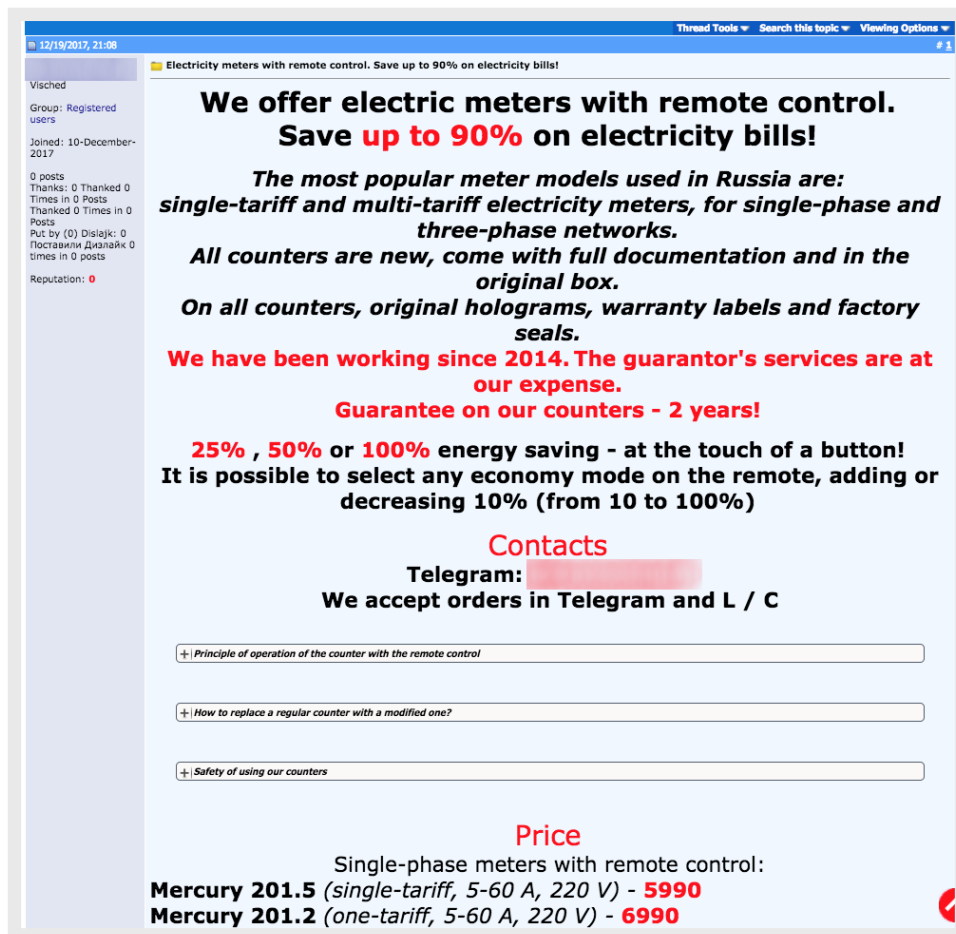 Thread Tools Search this topic Viewing Options
12/19/2017, 21:08 # 1
Visched
Group: Registered
users
Joined: 10-December-
2017
0 posts
Thanks: 0 Thanked 0
Times in 0 Posts
Thanked 0 Times in 0
Posts
Put by (0) Dislajk: 0
Поставили Дизлайк 0
times in 0 posts
Reputation: 0
Electricity meters with remote control. Save up to 90% on electricity bills!
We offer electric meters with remote control.
Save up to 90% on electricity bills!
The most popular meter models used in Russia are:
single-tariff and multi-tariff electricity meters, for single-phase and
three-phase networks.
All counters are new, come with full documentation and in the
original box.
On all counters, original holograms, warranty labels and factory
seals.
We have been working since 2014. The guarantor's services are at
our expense.
Guarantee on our counters - 2 years!
25% , 50% or 100% energy saving - at the touch of a button!
It is possible to select any economy mode on the remote, adding or
decreasing 10% (from 10 to 100%)
Contacts
Telegram:
We accept orders in Telegram and L / C
Principle of operation of the counter with the remote control
How to replace a regular counter with a modified one?
Safety of using our counters
Price
Single-phase meters with remote control:
Mercury 201.5 (single-tariff, 5-60 A, 220 V) - 5990
Mercury 201.2 (one-tariff, 5-60 A, 220 V) - 6990